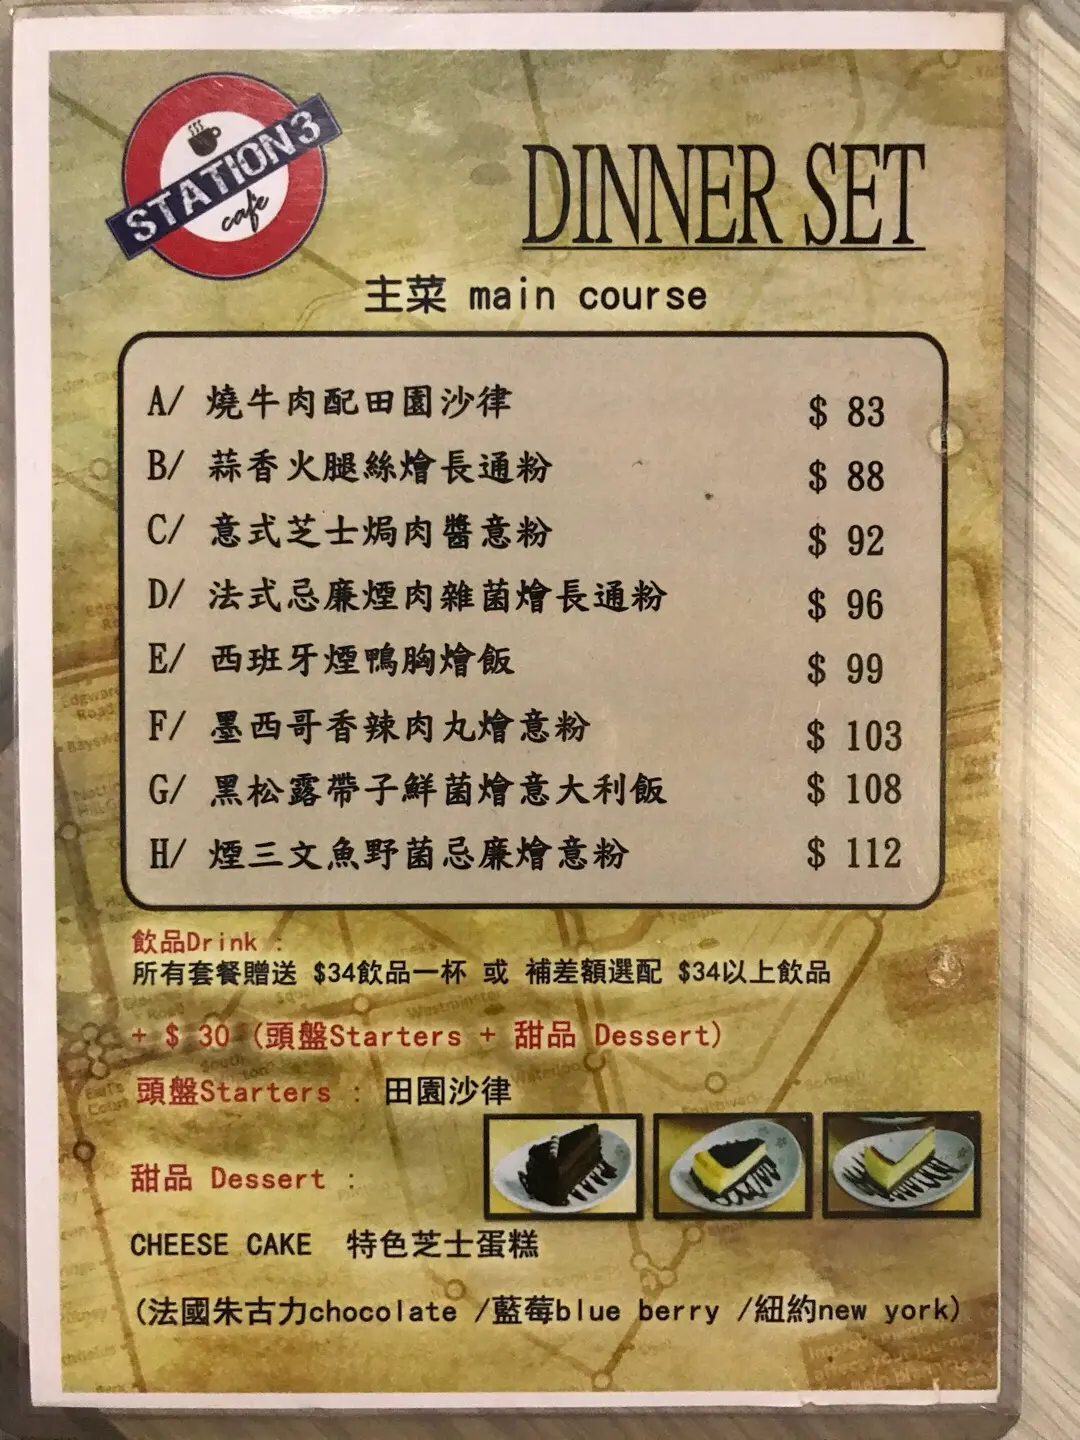 STATION3
cafe
DINNER SET
主菜 main course
A/ 燒牛肉配田園沙律 $ 83
B/ 蒜香火腿絲燴長通粉 $ 88
C/ 意式芝士焗肉醬意粉 $ 92
D/ 法式忌廉煙肉雜菌燴長通粉 $ 96
E/ 西班牙煙鴨胸燴飯 $ 99
F/ 墨西哥香辣肉丸燴意粉 $ 103
G/ 黑松露帶子鮮菌燴意大利飯 $ 108
H/ 煙三文魚野菌忌廉燴意粉 $ 112
飲品Drink :
所有套餐贈送 $34飲品一杯 或 補差額選配 $34以上飲品
+ $ 30 (頭盤Starters + 甜品 Dessert)
頭盤Starters : 田園沙律
甜品 Dessert :
CHEESE CAKE 特色芝士蛋糕
(法國朱古力chocolate /藍莓blue berry /紐約new york)